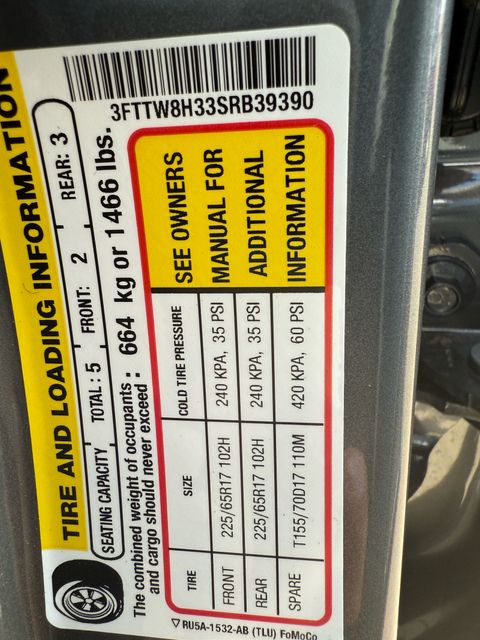 3FTTW8H33SRB39390
TIRE AND LOADING INFORMATION
SEATING CAPACITY TOTAL: 5 FRONT: 2 REAR: 3
The combined weight of occupants
and cargo should never exceed : 664 kg or 1466 lbs.
TIRE SIZE COLD TIRE PRESSURE SEE OWNERS
FRONT 225/65R17 102H 240 KPA, 35 PSI MANUAL FOR
REAR 225/65R17 102H 240 KPA, 35 PSI ADDITIONAL
SPARE T155/70D17 110M 420 KPA, 60 PSI INFORMATION
▽ RU5A-1532-AB (TLU) FoMoCo